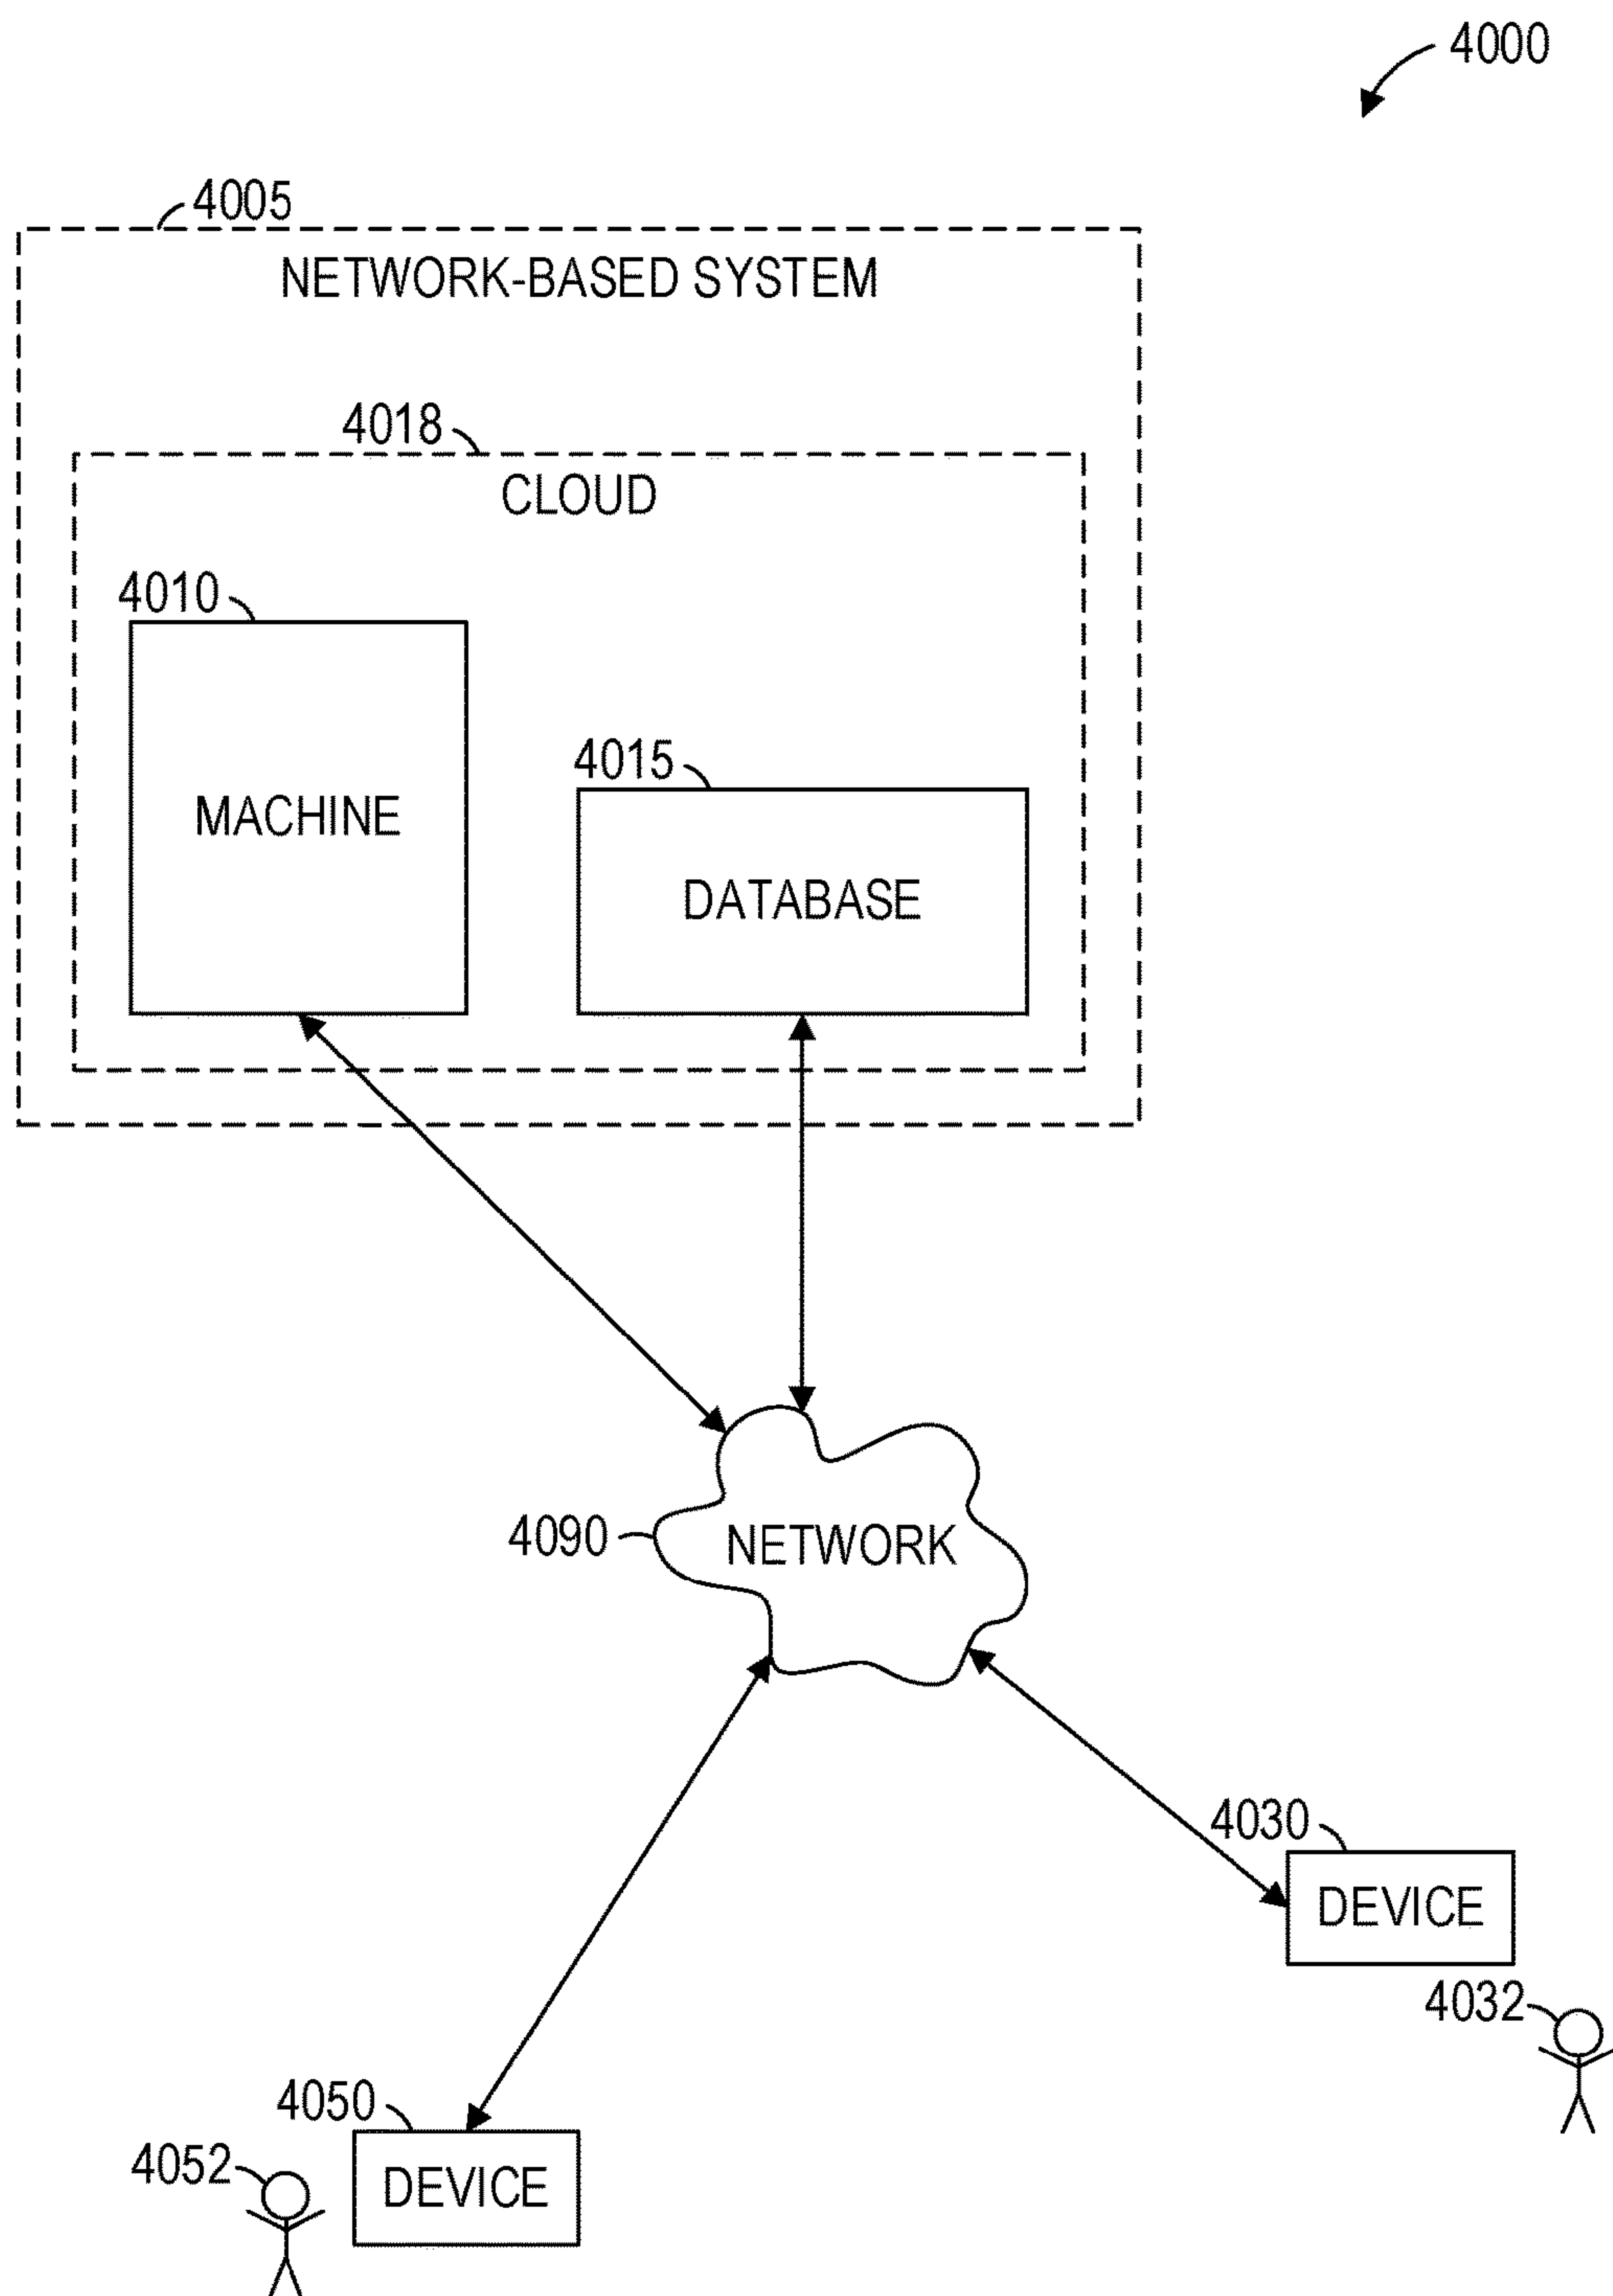 4000
4005
NETWORK-BASED SYSTEM
4018
CLOUD
4010
MACHINE
4015
DATABASE
4090
NETWORK
4030
DEVICE
4032
4050
DEVICE
4052